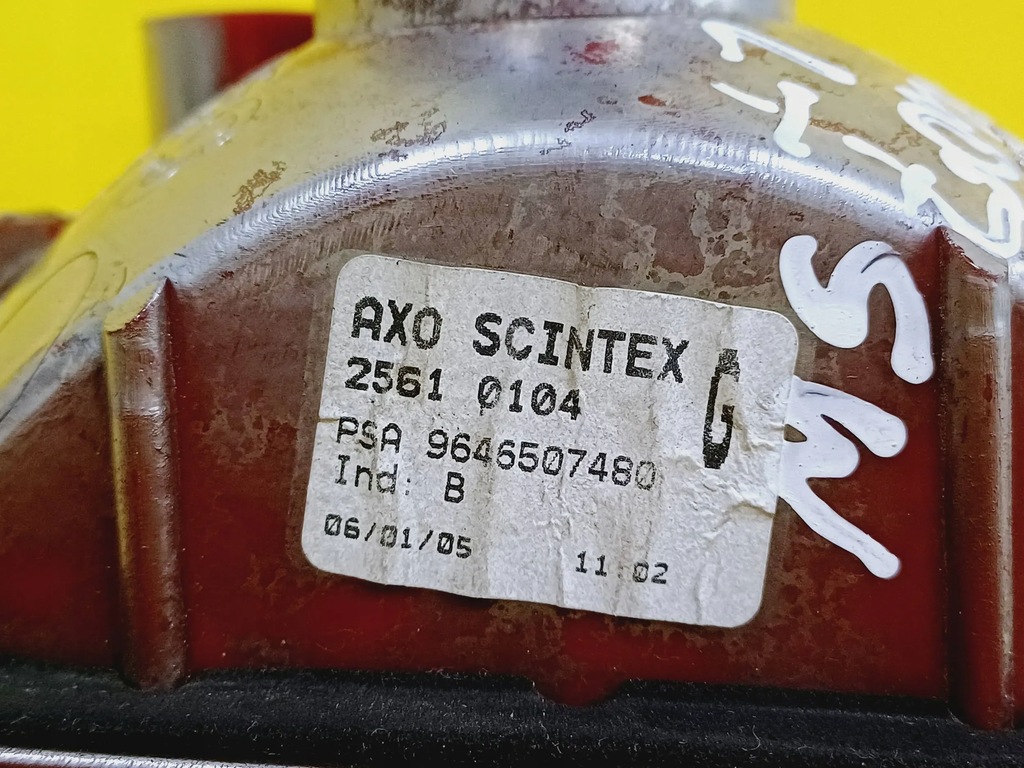 AXO SCINTEX A
2561 0104 G
PSA 9646507480
Ind: B
06/01/05 11:02